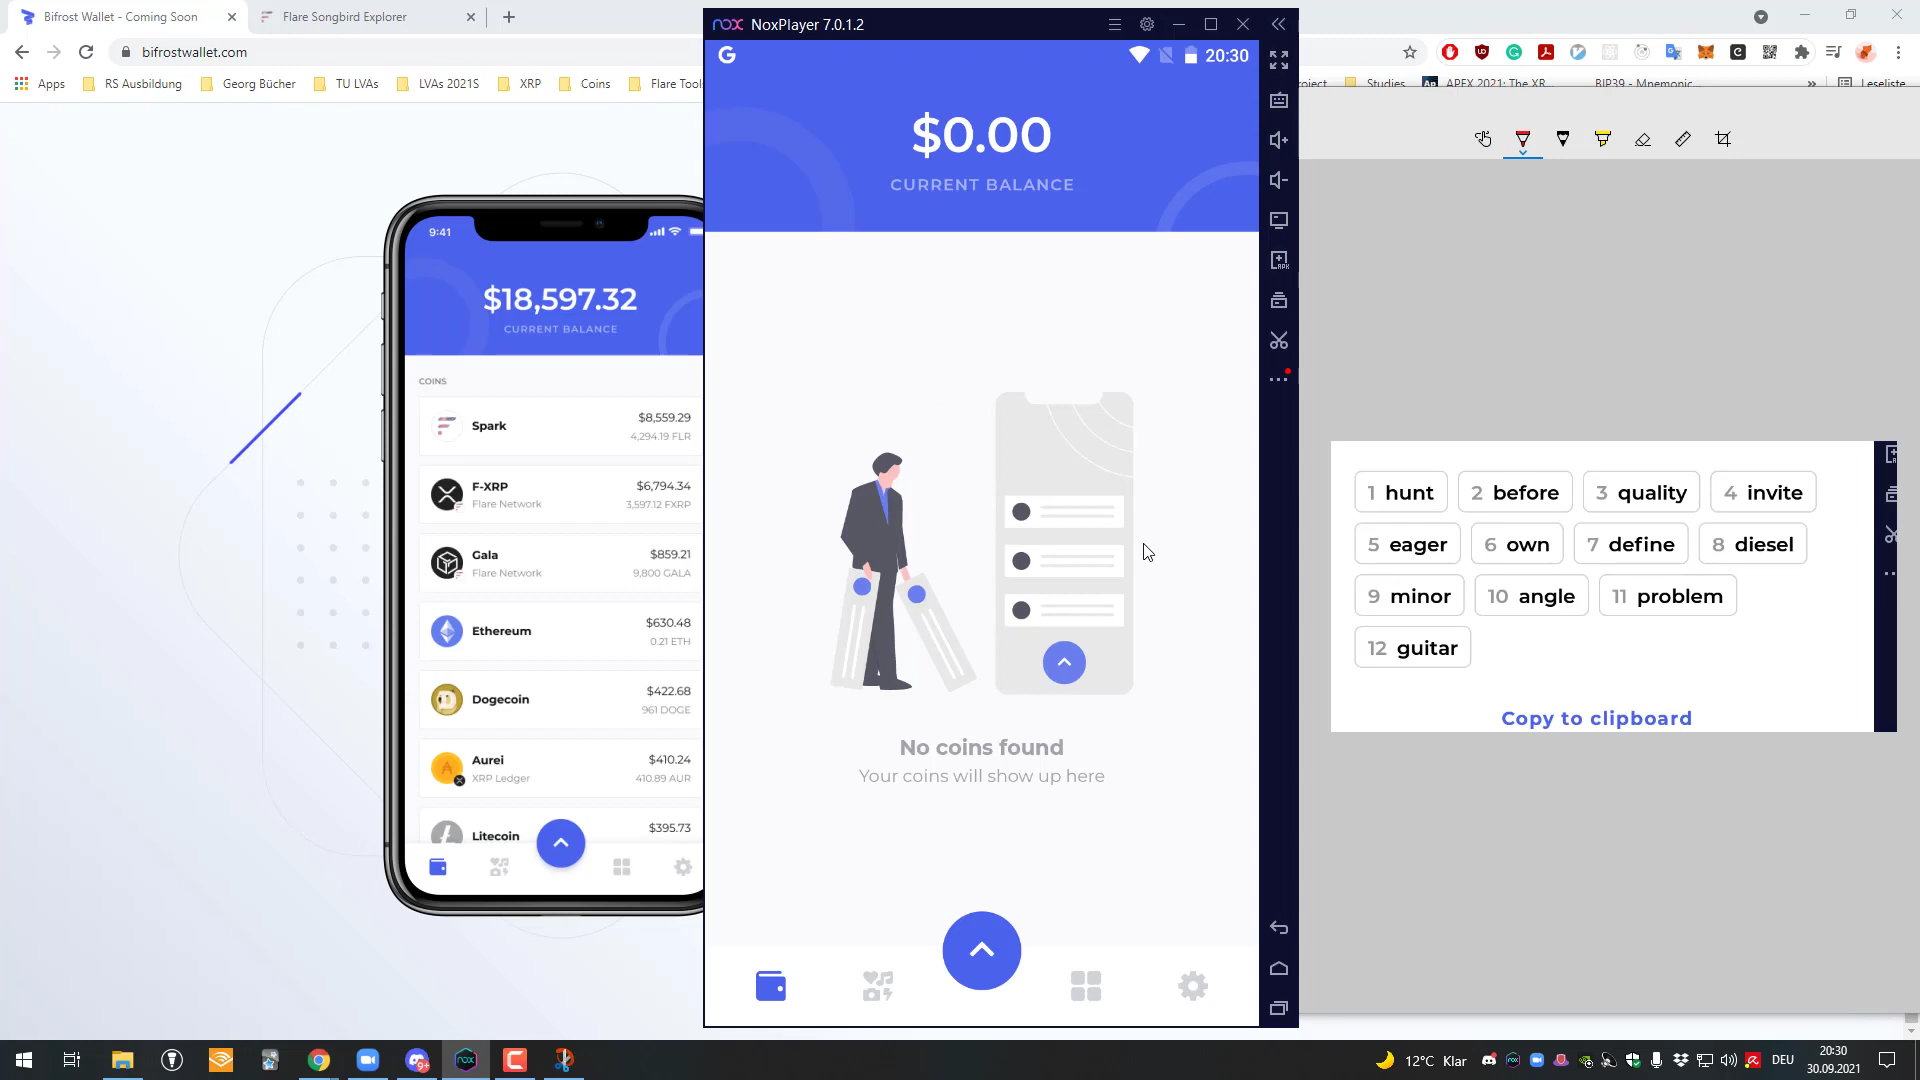 Bifrost Wallet - Coming Soon
Flare Songbird Explorer
bifrostwallet.com
Apps
RS Ausbildung
Georg Bücher
TU LVAs
LVAs 2021S
XRP
Coins
Flare Tool
Studies
APEX 2021: The XR...
BIP39 - Mnemonic...
Leseliste
9:41
$18,597.32
CURRENT BALANCE
COINS
Spark
$8,559.29
4,294.19 FLR
F-XRP
Flare Network
$6,794.34
3,597.12 FXRP
Gala
Flare Network
$859.21
9,800 GALA
Ethereum
$630.48
0.21 ETH
Dogecoin
$422.68
961 DOGE
Aurei
XRP Ledger
$410.24
410.89 AUR
Litecoin
$395.73
nox NoxPlayer 7.0.1.2
G
20:30
$0.00
CURRENT BALANCE
No coins found
Your coins will show up here
1 hunt
2 before
3 quality
4 invite
5 eager
6 own
7 define
8 diesel
9 minor
10 angle
11 problem
12 guitar
Copy to clipboard
12°C Klar
DEU
20:30
30.09.2021